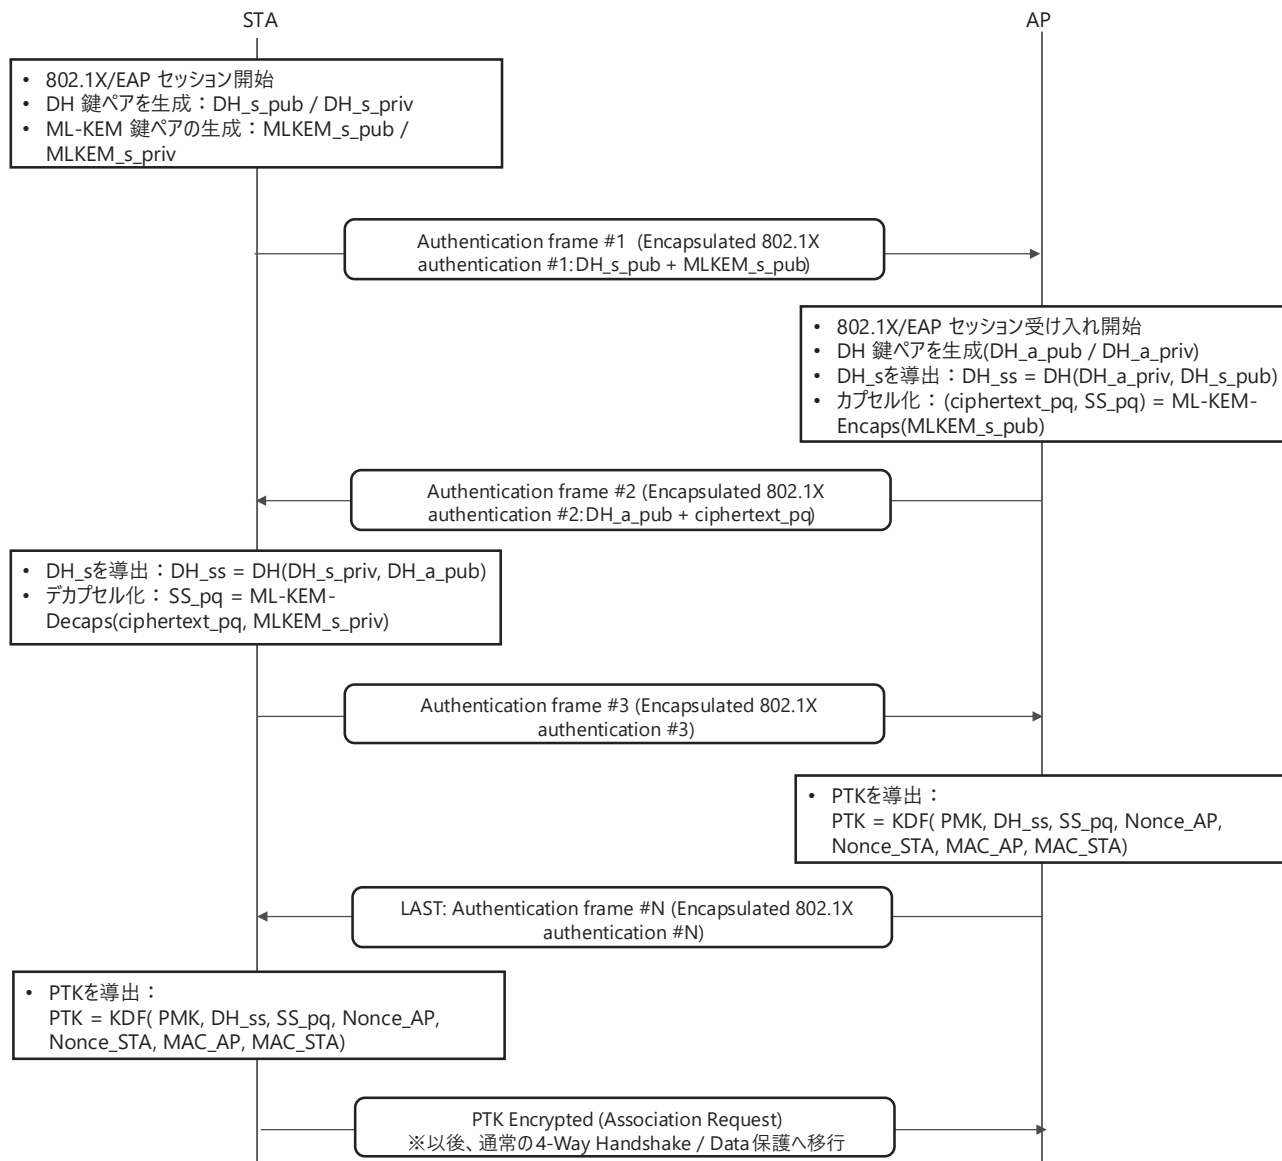 STA
AP
• 802.1X/EAP セッション開始
• DH 鍵ペアを生成：DH_s_pub / DH_s_priv
• ML-KEM 鍵ペアの生成：MLKEM_s_pub /
MLKEM_s_priv
Authentication frame #1 (Encapsulated 802.1X
authentication #1:DH_s_pub + MLKEM_s_pub)
• 802.1X/EAP セッション受け入れ開始
• DH 鍵ペアを生成(DH_a_pub / DH_a_priv)
• DH_sを導出：DH_ss = DH(DH_a_priv, DH_s_pub)
• カプセル化：(ciphertext_pq, SS_pq) = ML-KEM-
Encaps(MLKEM_s_pub)
Authentication frame #2 (Encapsulated 802.1X
authentication #2:DH_a_pub + ciphertext_pq)
• DH_sを導出：DH_ss = DH(DH_s_priv, DH_a_pub)
• デカプセル化：SS_pq = ML-KEM-
Decaps(ciphertext_pq, MLKEM_s_priv)
Authentication frame #3 (Encapsulated 802.1X
authentication #3)
• PTKを導出：
PTK = KDF( PMK, DH_ss, SS_pq, Nonce_AP,
Nonce_STA, MAC_AP, MAC_STA)
LAST: Authentication frame #N (Encapsulated 802.1X
authentication #N)
• PTKを導出：
PTK = KDF( PMK, DH_ss, SS_pq, Nonce_AP,
Nonce_STA, MAC_AP, MAC_STA)
PTK Encrypted (Association Request)
※以後、通常の4-Way Handshake / Data保護へ移行